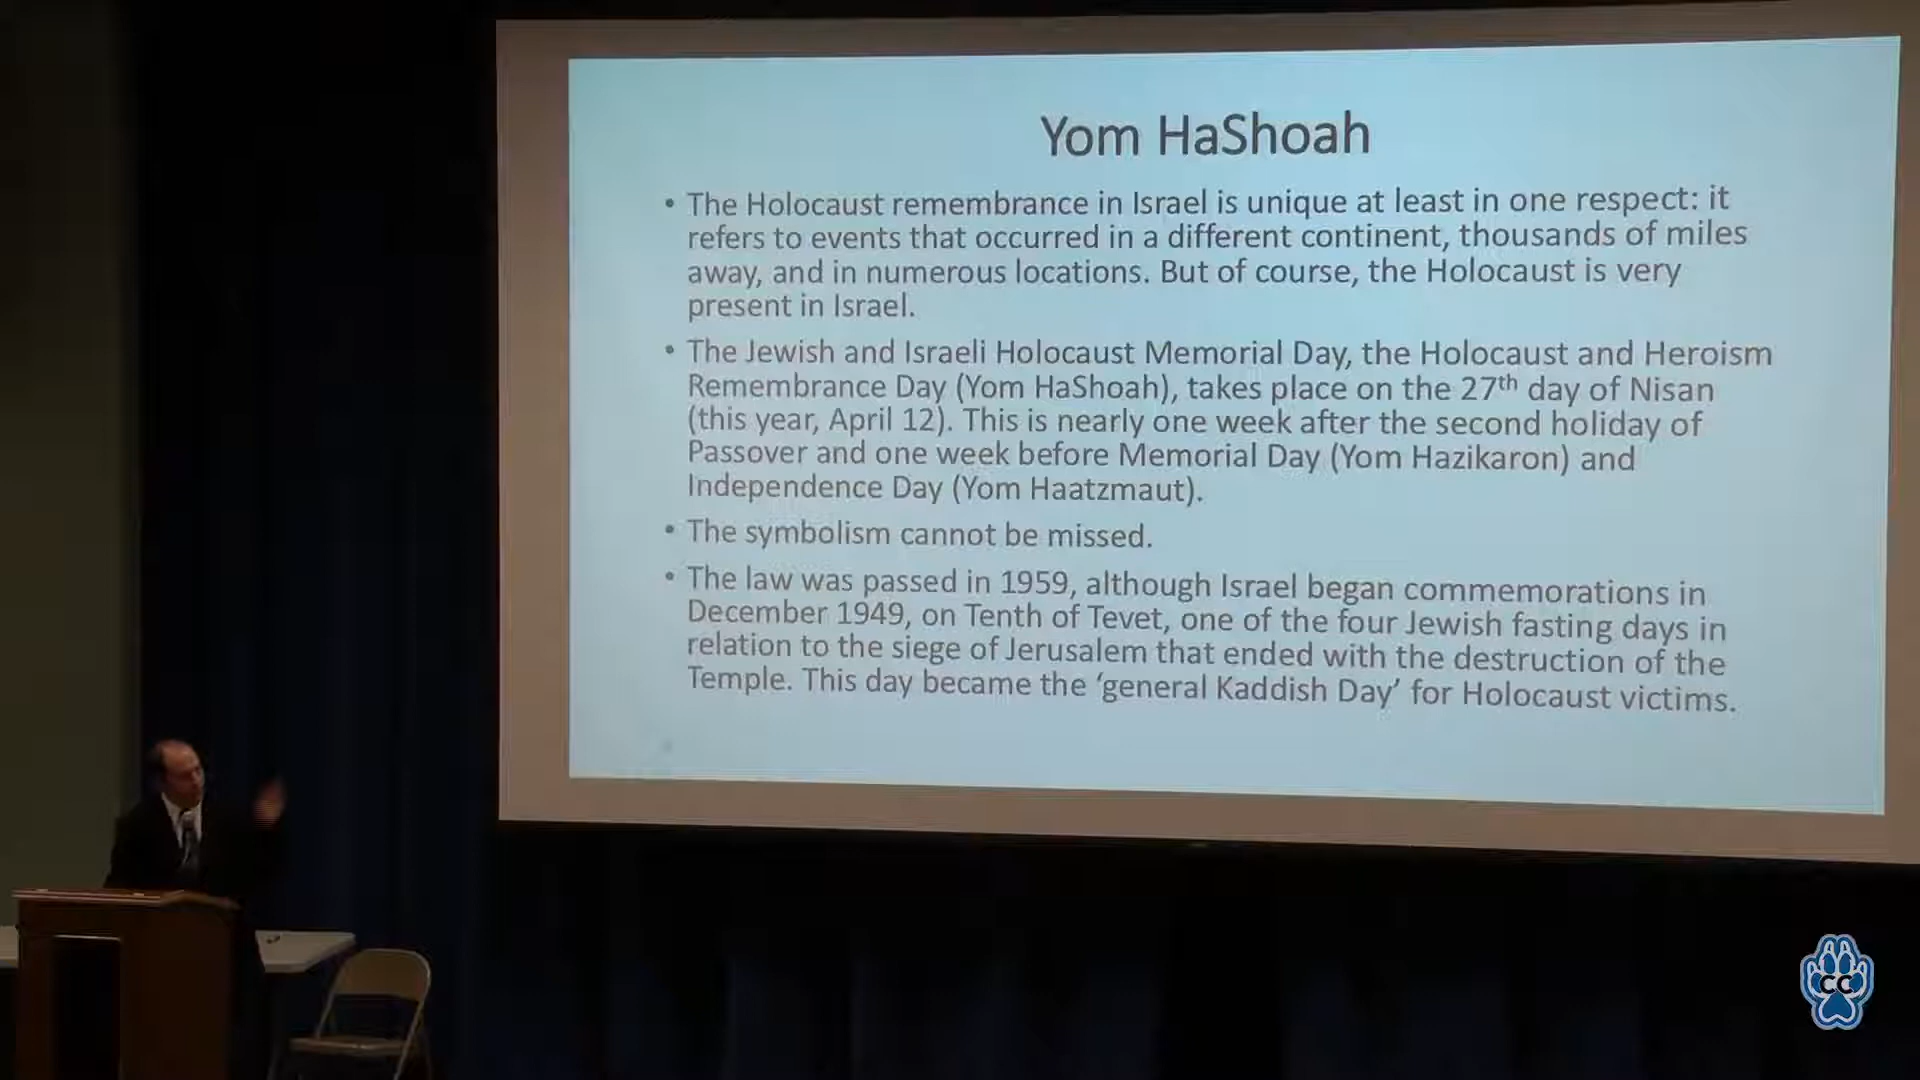 Yom HaShoah
• The Holocaust remembrance in Israel is unique at least in one respect: it
refers to events that occurred in a different continent, thousands of miles
away, and in numerous locations. But of course, the Holocaust is very
present in Israel.
• The Jewish and Israeli Holocaust Memorial Day, the Holocaust and Heroism
Remembrance Day (Yom HaShoah), takes place on the 27th day of Nisan
(this year, April 12). This is nearly one week after the second holiday of
Passover and one week before Memorial Day (Yom Hazikaron) and
Independence Day (Yom Haatzmaut).
• The symbolism cannot be missed.
• The law was passed in 1959, although Israel began commemorations in
December 1949, on Tenth of Tevet, one of the four Jewish fasting days in
relation to the siege of Jerusalem that ended with the destruction of the
Temple. This day became the ‘general Kaddish Day’ for Holocaust victims.
CC